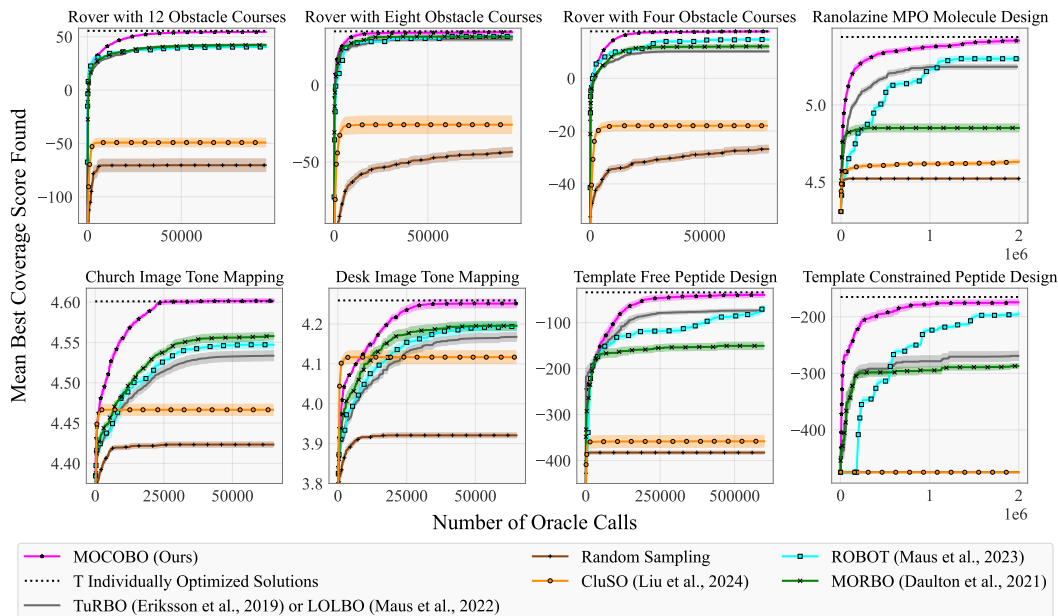 Rover with 12 Obstacle Courses
Rover with Eight Obstacle Courses
Rover with Four Obstacle Courses
Ranolazine MPO Molecule Design
Mean Best Coverage Score Found
50
0
−50
−100
0
50000
0
−50
0
50000
0
−20
−40
0
50000
5.0
4.5
0
1
2
1e6
Church Image Tone Mapping
Desk Image Tone Mapping
Template Free Peptide Design
Template Constrained Peptide Design
4.60
4.55
4.50
4.45
4.40
0
25000
50000
4.2
4.1
4.0
3.9
3.8
0
25000
50000
−100
−200
−300
−400
0
250000
500000
−200
−300
−400
0
1
2
1e6
Number of Oracle Calls
MOCOBO (Ours)
Random Sampling
ROBOT (Maus et al., 2023)
T Individually Optimized Solutions
CluSO (Liu et al., 2024)
MORBO (Daulton et al., 2021)
TuRBO (Eriksson et al., 2019) or LOLBO (Maus et al., 2022)